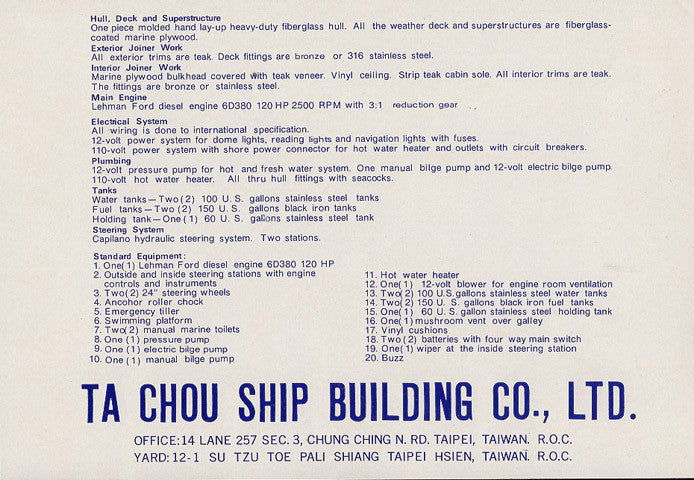 Hull, Deck and Superstructure
One piece molded hand lay-up heavy-duty fiberglass hull. All the weather deck and superstructures are fiberglass-
coated marine plywood.
Exterior Joiner Work
All exterior trims are teak. Deck fittings are bronze or 316 stainless steel.
Interior Joiner Work
Marine plywood bulkhead covered with teak veneer. Vinyl ceiling. Strip teak cabin sole. All interior trims are teak.
The fittings are bronze or stainless steel.
Main Engine
Lehman Ford diesel engine 6D380 120 HP 2500 RPM with 3:1 reduction gear
Electrical System
All wiring is done to international specification.
12-volt power system for dome lights, reading lights and navigation lights with fuses.
110-volt power system with shore power connector for hot water heater and outlets with circuit breakers.
Plumbing
12-volt pressure pump for hot and fresh water system. One manual bilge pump and 12-volt electric bilge pump.
110-volt hot water heater. All thru hull fittings with seacocks.
Tanks
Water tanks—Two (2) 100 U. S. gallons stainless steel tanks
Fuel tanks—Two (2) 150 U. S. gallons black iron tanks
Holding tank—One (1) 60 U. S. gallons stainless steel tank
Steering System
Capilano hydraulic steering system. Two stations.
Standard Equipment:
1. One(1) Lehman Ford diesel engine 6D380 120 HP
2. Outside and inside steering stations with engine
controls and instruments
3. Two(2) 24" steering wheels
4. Ancohor roller chock
5. Emergency tiller
6. Swimming platform
7. Two(2) manual marine toilets
8. One (1) pressure pump
9. One (1) electric bilge pump
10. One (1) manual bilge pump
11. Hot water heater
12. One(1) 12-volt blower for engine room ventilation
13. Two(2) 100 U.S. gallons stainless steel water tanks
14. Two(2) 150 U. S. gallons black iron fuel tanks
15. One(1) 60 U.S. gallon stainless steel holding tank
16. One(1) mushroom vent over galley
17. Vinyl cushions
18. Two (2) batteries with four way main switch
19. One(1) wiper at the inside steering station
20. Buzz
TA CHOU SHIP BUILDING CO., LTD.
OFFICE: 14 LANE 257 SEC. 3, CHUNG CHING N. RD. TAIPEI, TAIWAN. R.O.C.
YARD: 12-1 SU TZU TOE PALI SHIANG TAIPEI HSIEN, TAIWAN. R.O.C.